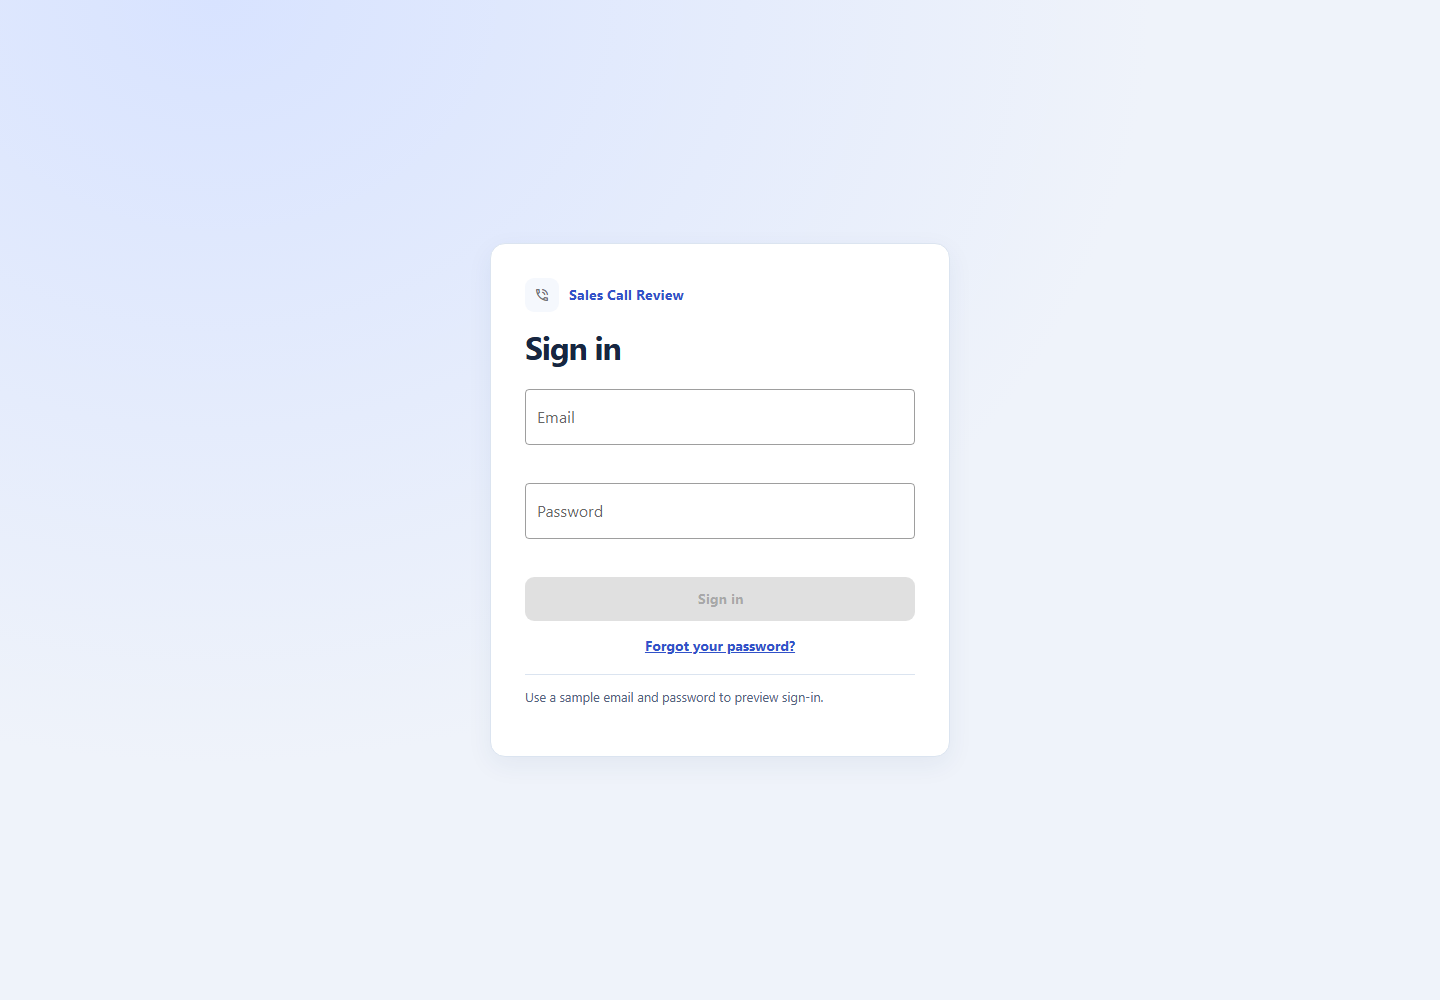 Sales Call Review
Sign in
Email
Password
Sign in
Forgot your password?
Use a sample email and password to preview sign-in.